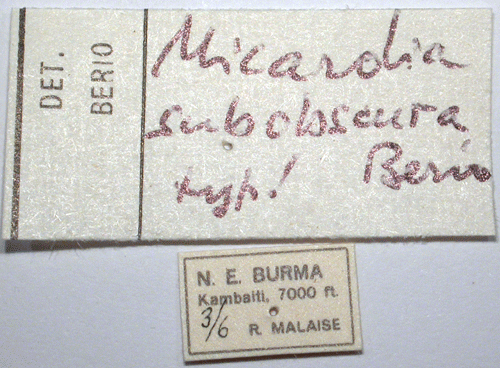 DET. BERIO
Micardia
subobscura
typ! Berio
N. E. BURMA
Kambaiti, 7000 ft.
3/6 R. MALAISE